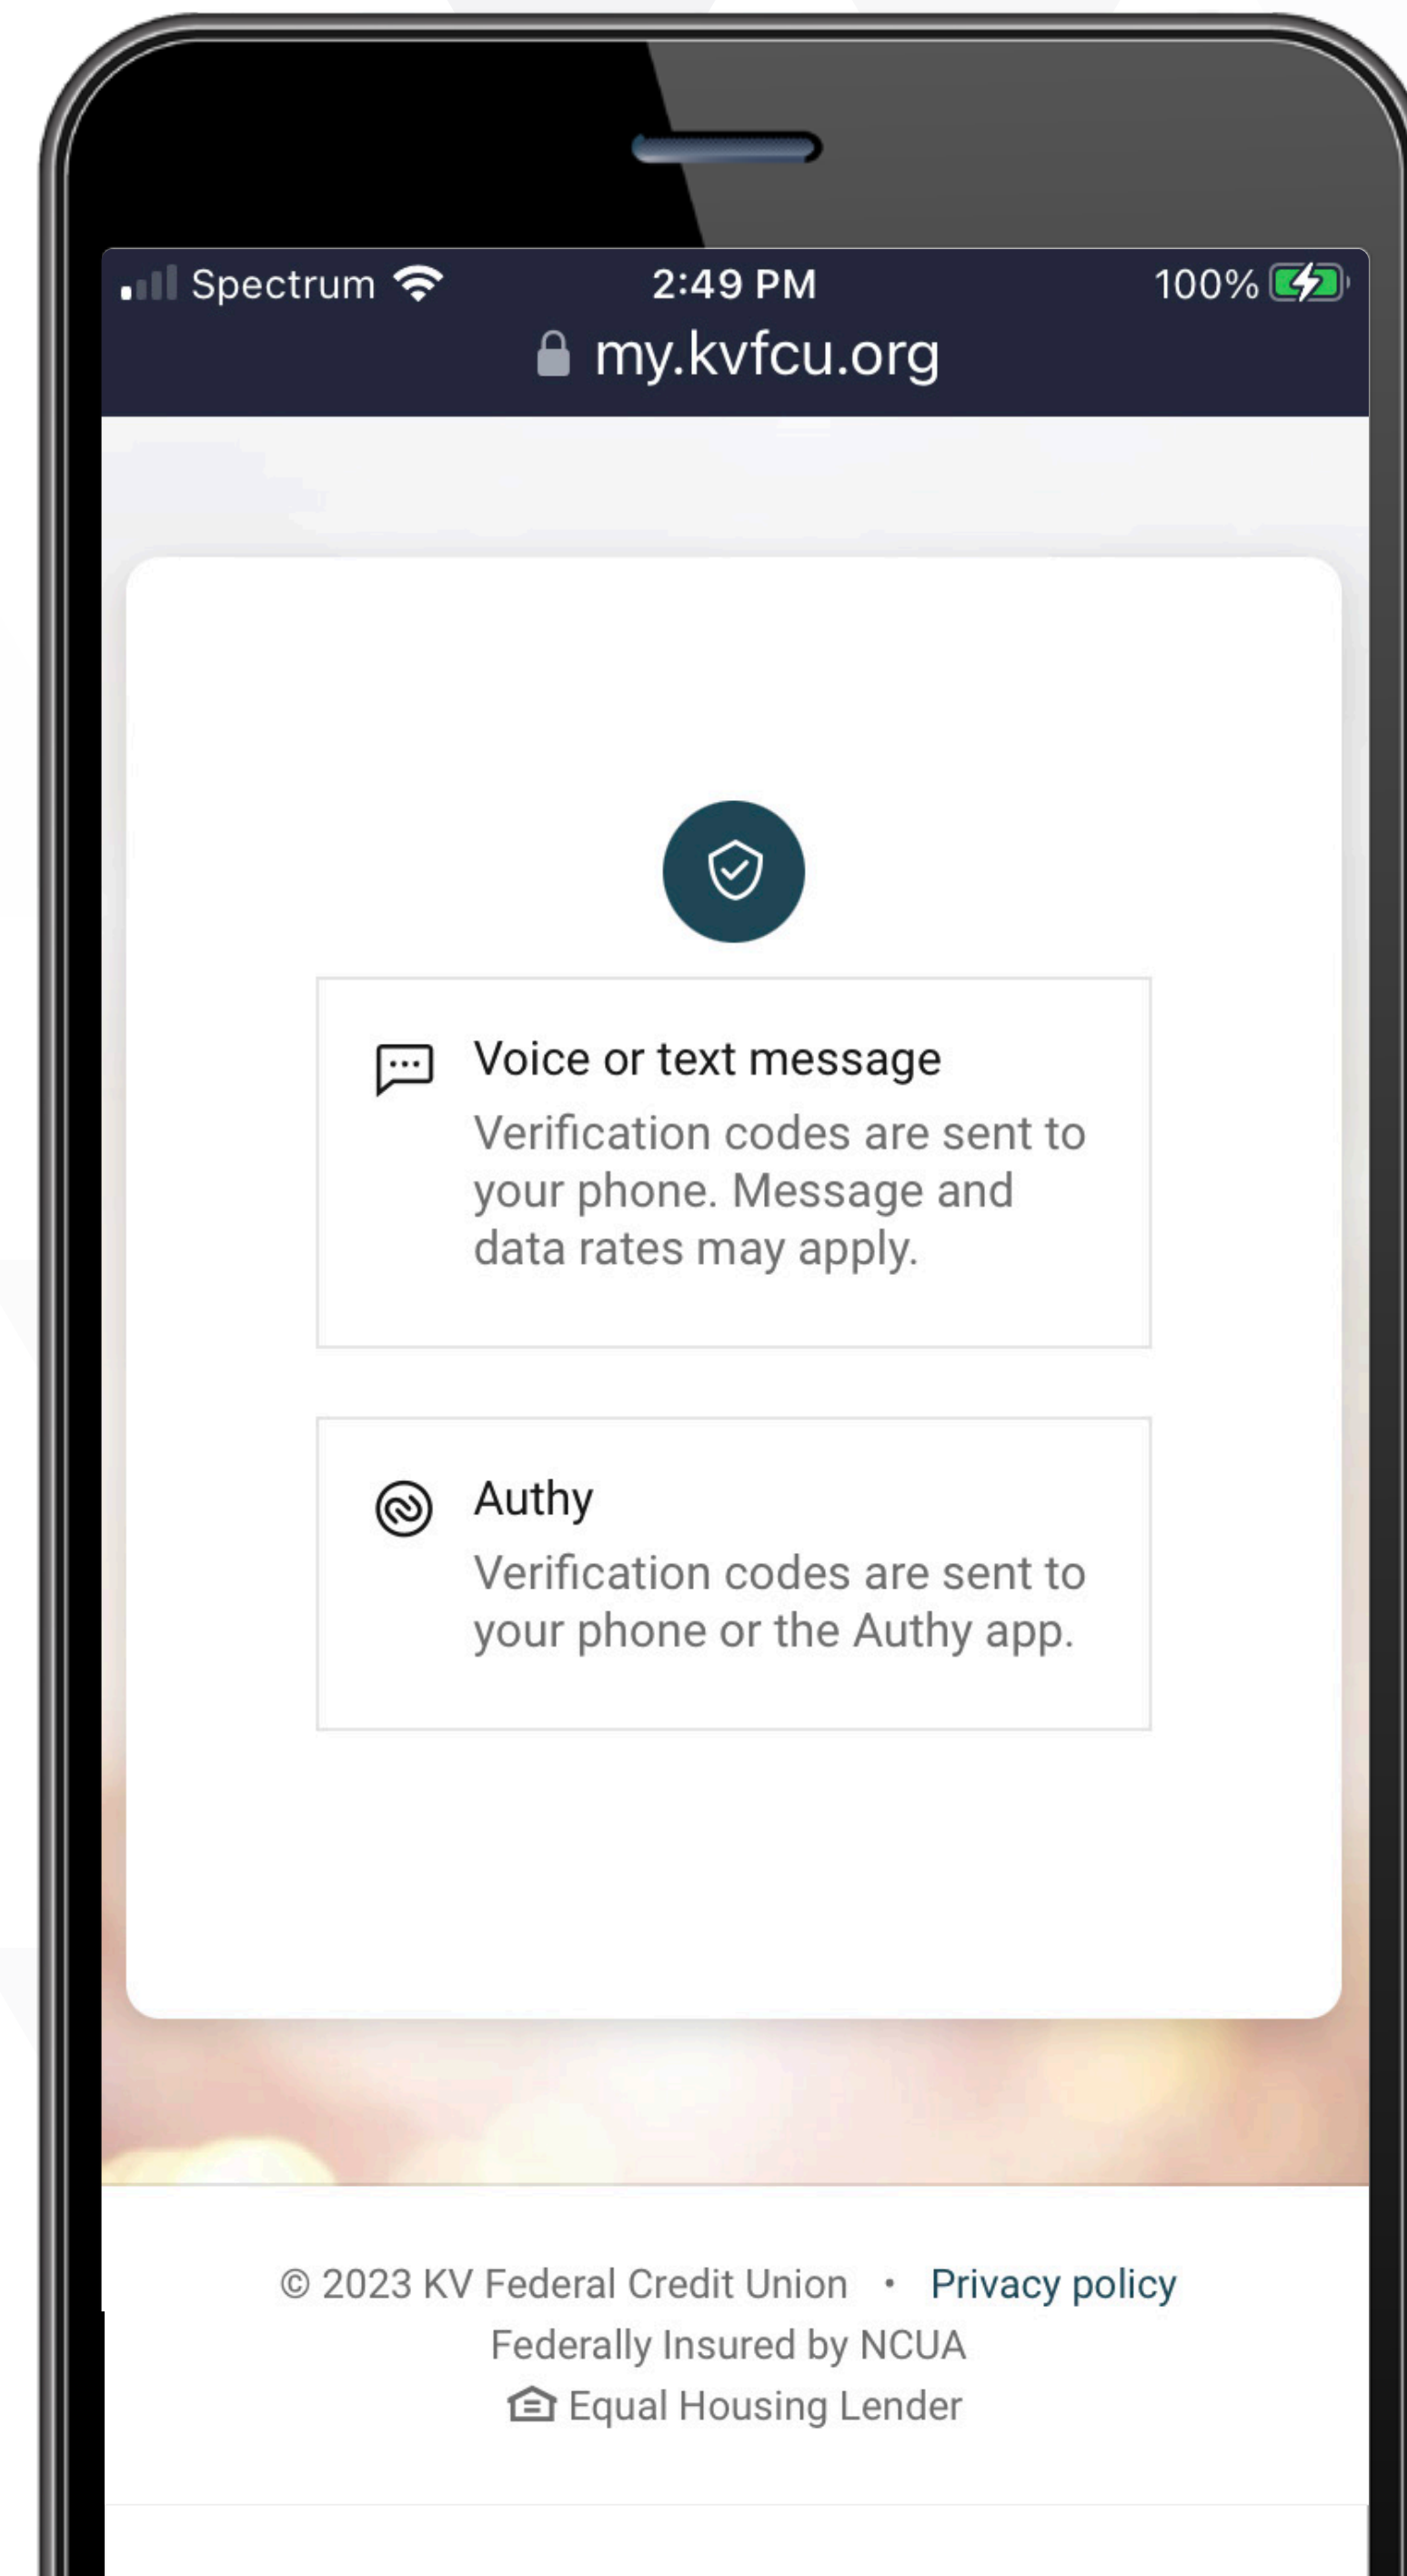 Spectrum 2:49 PM 100%
my.kvfcu.org
Voice or text message
Verification codes are sent to
your phone. Message and
data rates may apply.
Authy
Verification codes are sent to
your phone or the Authy app.
© 2023 KV Federal Credit Union • Privacy policy
Federally Insured by NCUA
Equal Housing Lender